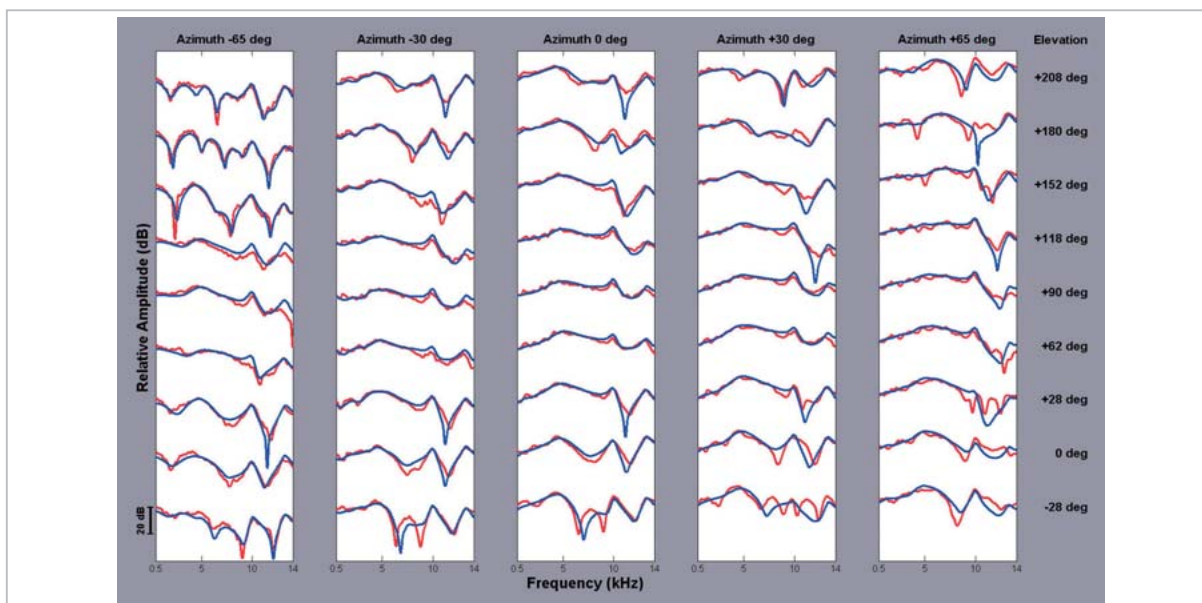 Azimuth -65 deg Azimuth -30 deg Azimuth 0 deg Azimuth +30 deg Azimuth +65 deg Elevation
+208 deg
+180 deg
+152 deg
+118 deg
+90 deg
+62 deg
+28 deg
0 deg
-28 deg
Relative Amplitude (dB)
20 dB
0.5 5 10 14 0.5 5 10 14 0.5 5 10 14 0.5 5 10 14 0.5 5 10 14
Frequency (kHz)